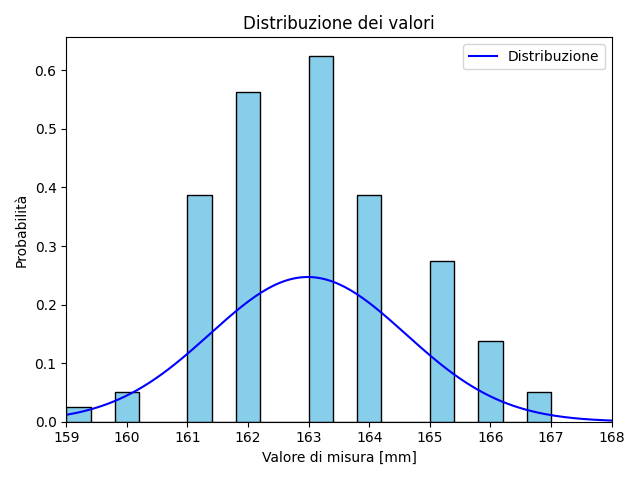 Distribuzione dei valori
Distribuzione
Probabilità
0.6
0.5
0.4
0.3
0.2
0.1
0.0
159 160 161 162 163 164 165 166 167 168
Valore di misura [mm]